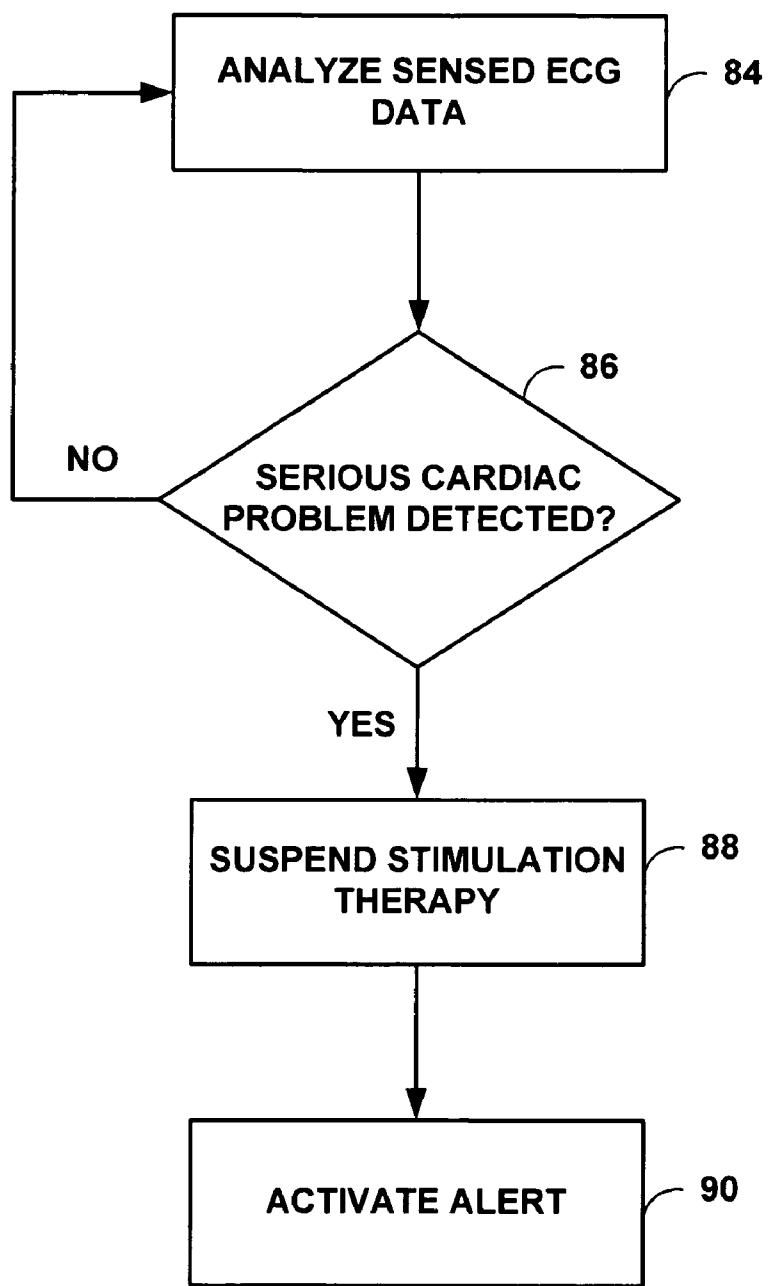 ANALYZE SENSED ECG
DATA
84
86
SERIOUS CARDIAC
PROBLEM DETECTED?
NO
YES
SUSPEND STIMULATION
THERAPY
88
ACTIVATE ALERT
90